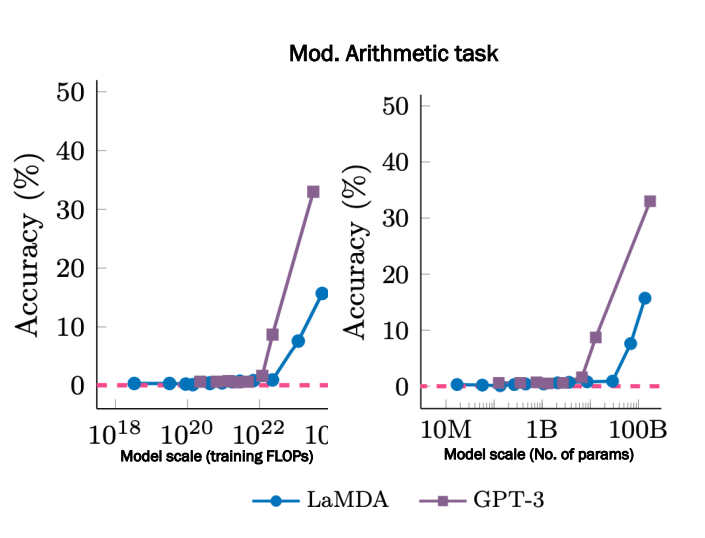 Mod. Arithmetic task
Accuracy (%)
50
40
30
20
10
0
10^18 10^20 10^22 10
Model scale (training FLOPs)
Accuracy (%)
50
40
30
20
10
0
10M 1B 100B
Model scale (No. of params)
LaMDA GPT-3